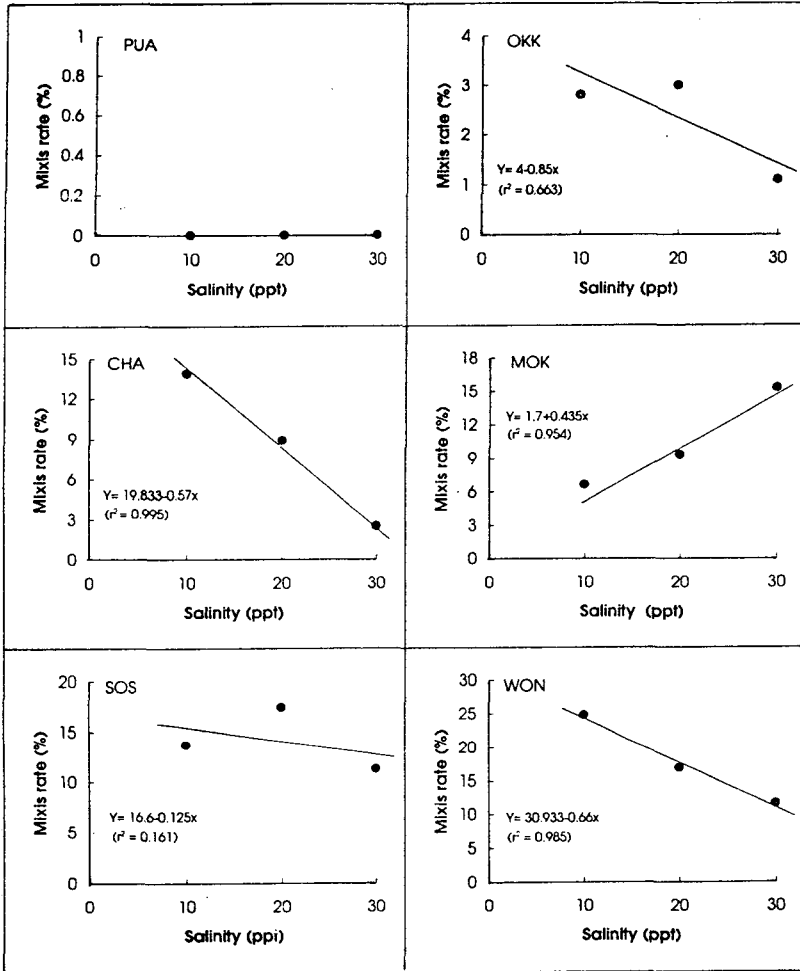 PUA
Mixis rate (%)
1
0.8
0.6
0.4
0.2
0
0 10 20 30
Salinity (ppt)
OKK
Mixis rate (%)
4
3
2
1
0
Y= 4-0.85x
(r² = 0.663)
0 10 20 30
Salinity (ppt)
CHA
Mixis rate (%)
15
12
9
6
3
0
Y= 19.833-0.57x
(r² = 0.995)
0 10 20 30
Salinity (ppt)
MOK
Mixis rate (%)
18
15
12
9
6
3
0
Y= 1.7+0.435x
(r² = 0.954)
0 10 20 30
Salinity (ppt)
SOS
Mixis rate (%)
20
15
10
5
0
Y= 16.6-0.125x
(r² = 0.161)
0 10 20 30
Salinity (ppi)
WON
Mixis rate (%)
30
25
20
15
10
5
0
Y= 30.933-0.66x
(r² = 0.985)
0 10 20 30
Salinity (ppt)